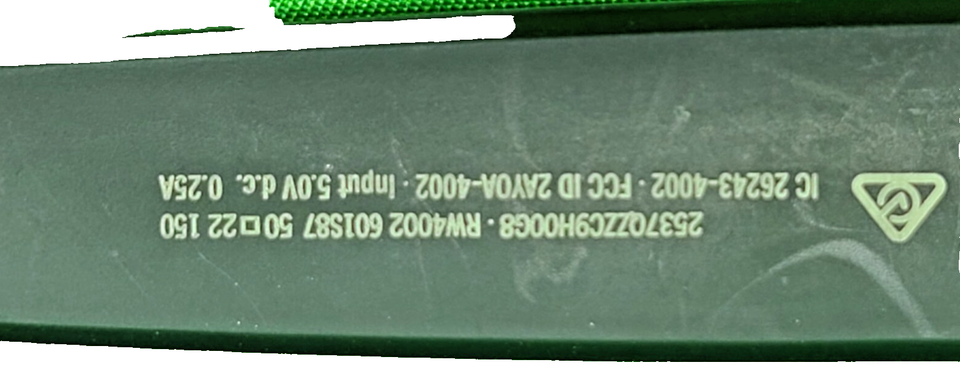 2537QZZC9H00G8 · RW4002 601S87 50□22 150
IC 26243-4002 · FCC ID 2AYOA-4002 · Input 5.0V d.c. 0.25A